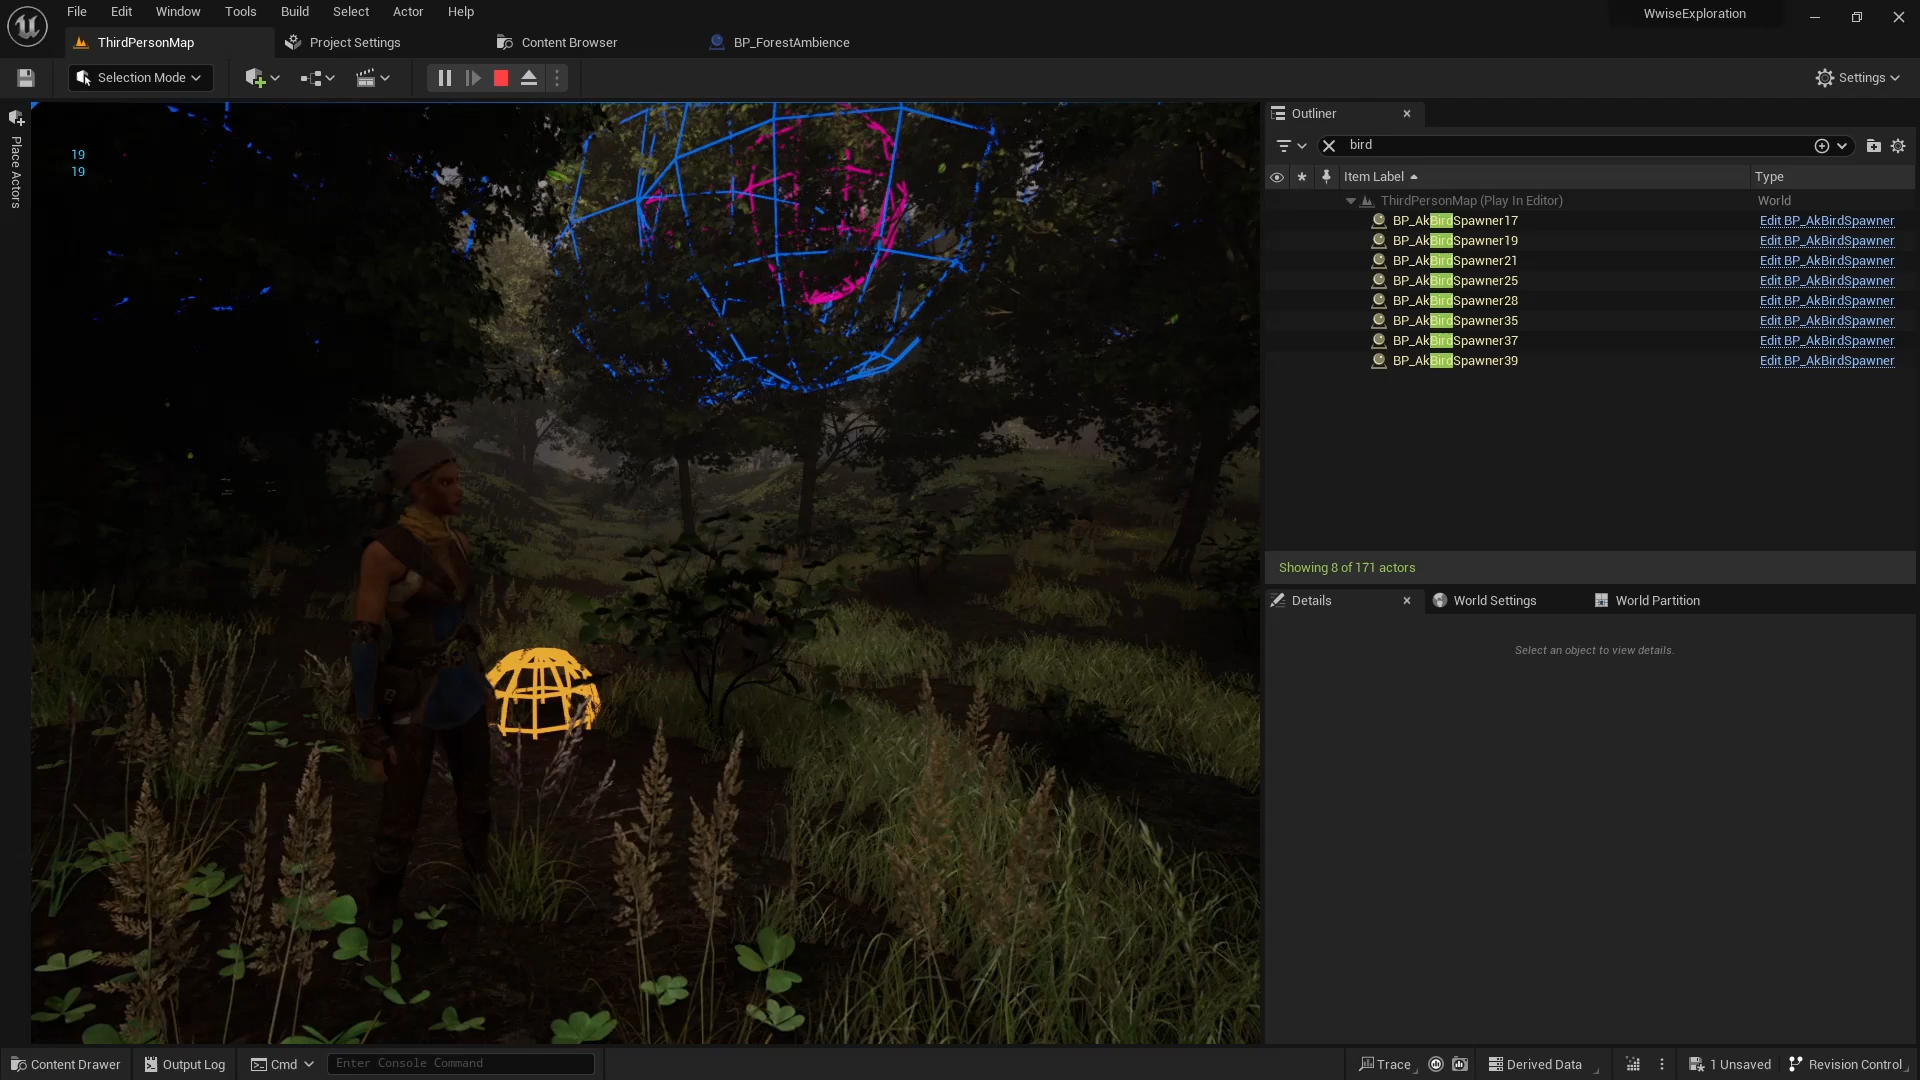 File Edit Window Tools Build Select Actor Help
WwiseExploration
ThirdPersonMap
Project Settings
Content Browser
BP_ForestAmbience
Selection Mode
Settings
Place Actors
19
19
Outliner
bird
Item Label
Type
ThirdPersonMap (Play In Editor) World
BP_AkBirdSpawner17 Edit BP_AkBirdSpawner
BP_AkBirdSpawner19 Edit BP_AkBirdSpawner
BP_AkBirdSpawner21 Edit BP_AkBirdSpawner
BP_AkBirdSpawner25 Edit BP_AkBirdSpawner
BP_AkBirdSpawner28 Edit BP_AkBirdSpawner
BP_AkBirdSpawner35 Edit BP_AkBirdSpawner
BP_AkBirdSpawner37 Edit BP_AkBirdSpawner
BP_AkBirdSpawner39 Edit BP_AkBirdSpawner
Showing 8 of 171 actors
Details
World Settings
World Partition
Select an object to view details.
Content Drawer
Output Log
Cmd
Enter Console Command
Trace
Derived Data
1 Unsaved
Revision Control